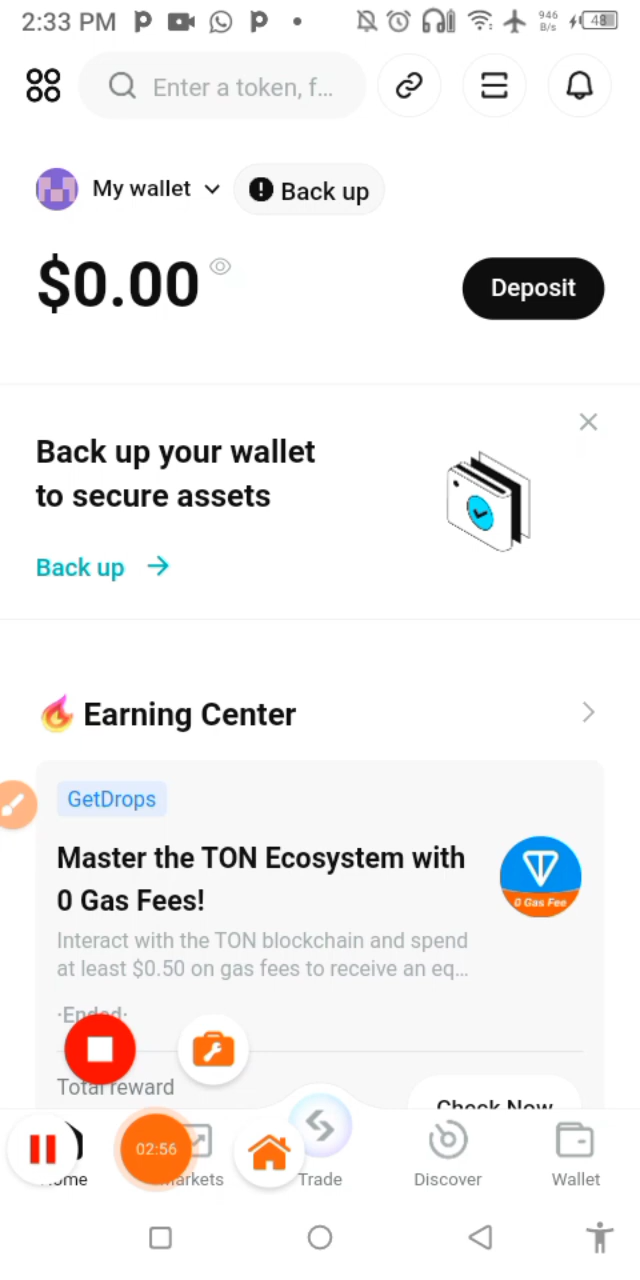 2:33 PM
946
B/s
48
Enter a token, f...
My wallet
Back up
$0.00
Deposit
Back up your wallet
to secure assets
Back up
Earning Center
GetDrops
Master the TON Ecosystem with
0 Gas Fees!
0 Gas Fee
Interact with the TON blockchain and spend
at least $0.50 on gas fees to receive an eq...
·Ended·
Total reward
Check Now
02:56
ome
arkets
Trade
Discover
Wallet